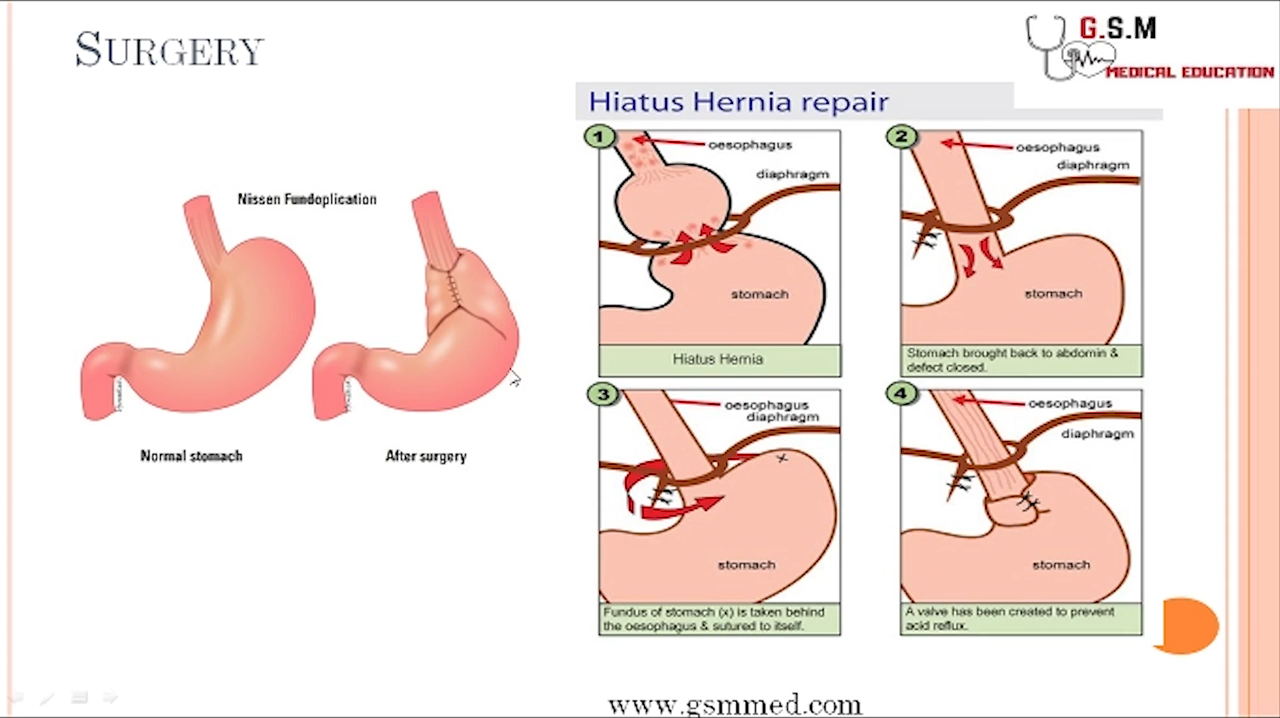 SURGERY
G.S.M
MEDICAL EDUCATION
Hiatus Hernia repair
Nissen Fundoplication
Normal stomach
After surgery
1
oesophagus
diaphragm
stomach
Hiatus Hernia
2
oesophagus
diaphragm
stomach
Stomach brought back to abdomin &
defect closed.
3
oesophagus
diaphragm
x
stomach
Fundus of stomach (x) is taken behind
the oesophagus & sutured to itself.
4
oesophagus
diaphragm
stomach
A valve has been created to prevent
acid reflux.
www.gsmmed.com